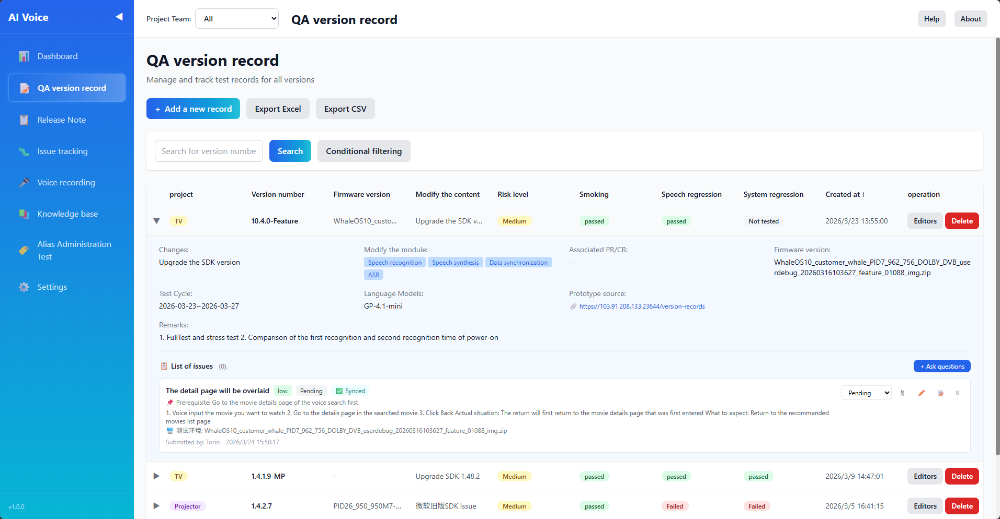 AI Voice
Project Team:
All
QA version record
Help
About
Dashboard
QA version record
Release Note
Issue tracking
Voice recording
Knowledge base
Alias Administration
Test
Settings
v1.0.0
QA version record
Manage and track test records for all versions
+ Add a new record
Export Excel
Export CSV
Search for version numbe
Search
Conditional filtering
project
Version number
Firmware version
Modify the content
Risk level
Smoking
Speech regression
System regression
Created at ↓
operation
TV
10.4.0-Feature
WhaleOS10_custo...
Upgrade the SDK v...
Medium
passed
passed
Not tested
2026/3/23 13:55:00
Editors
Delete
Changes:
Upgrade the SDK version
Modify the module:
Speech recognition
Speech synthesis
Data synchronization
ASR
Associated PR/CR:
-
Firmware version:
WhaleOS10_customer_whale_PID7_962_756_DOLBY_DVB_use
rdebug_20260316103627_feature_01088_img.zip
Test Cycle:
2026-03-23~2026-03-27
Language Models:
GP-4.1-mini
Prototype source:
https://103.91.208.133:23644/version-records
Remarks:
1. FullTest and stress test 2. Comparison of the first recognition and second recognition time of power-on
List of issues (0).
+ Ask questions
The detail page will be overlaid
low
Pending
Synced
Pending
Prerequisite: Go to the movie details page of the voice search first
1. Voice input the movie you want to watch 2. Go to the details page in the searched movie 3. Click Back Actual situation: The return will first return to the movie details page that was first entered What to expect: Return to the recommended
movies list page
测试环境: WhaleOS10_customer_whale_PID7_962_756_DOLBY_DVB_userdebug_20260316103627_feature_01088_img.zip
Submitted by: Torin 2026/3/24 15:58:17
TV
1.4.1.9-MP
-
Upgrade SDK 1.48.2
Medium
passed
passed
passed
2026/3/9 14:47:01
Editors
Delete
Projector
1.4.2.7
PID26_950_950M7-...
微软旧版SDK Issue
Medium
passed
Failed
Failed
2026/3/5 16:41:15
Editors
Delete